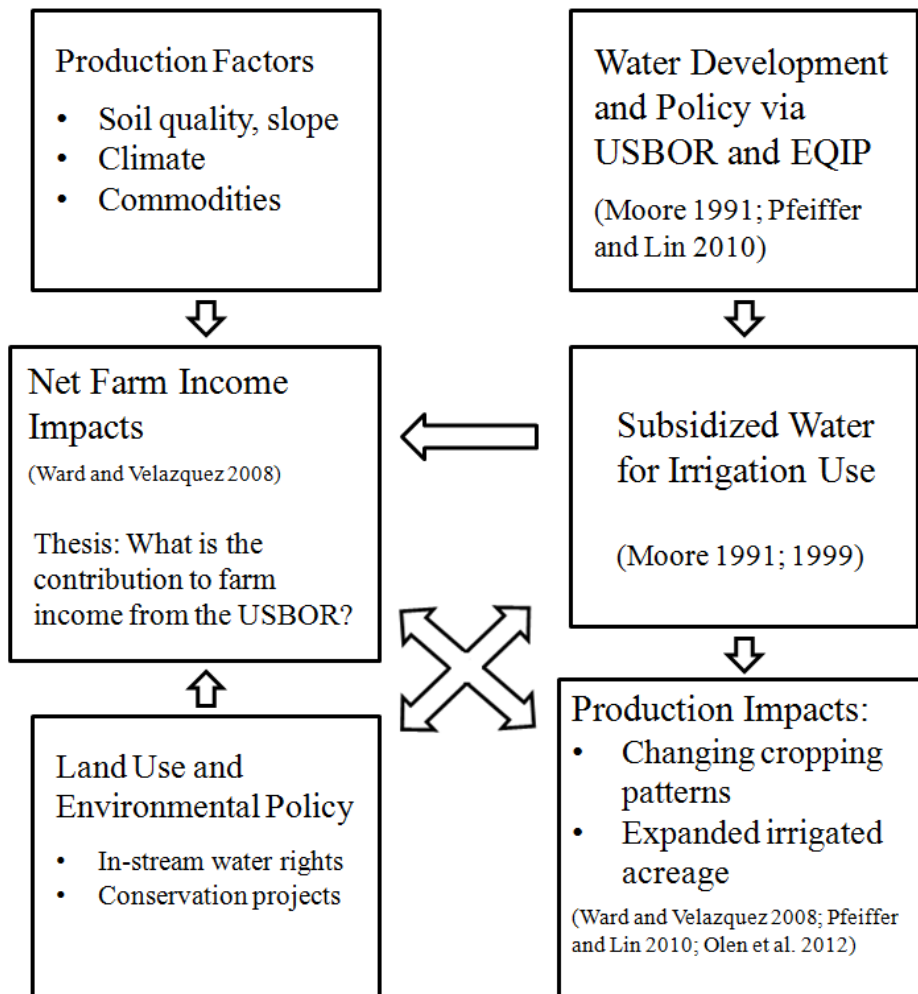 Production Factors
• Soil quality, slope
• Climate
• Commodities
Water Development
and Policy via
USBOR and EQIP
(Moore 1991; Pfeiffer
and Lin 2010)
Net Farm Income
Impacts
(Ward and Velazquez 2008)
Thesis: What is the
contribution to farm
income from the USBOR?
Subsidized Water
for Irrigation Use
(Moore 1991; 1999)
Land Use and
Environmental Policy
• In-stream water rights
• Conservation projects
Production Impacts:
• Changing cropping
patterns
• Expanded irrigated
acreage
(Ward and Velazquez 2008; Pfeiffer
and Lin 2010; Olen et al. 2012)